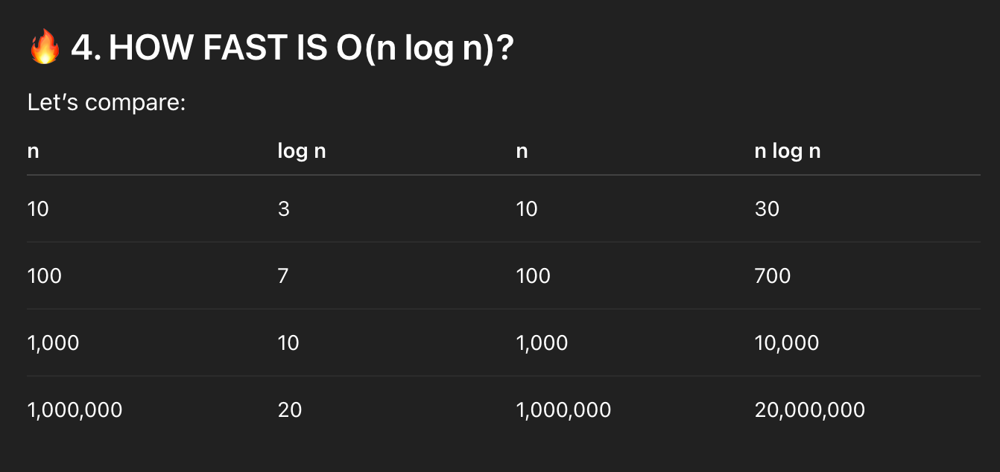 🔥 4. HOW FAST IS O(n log n)?
Let’s compare:
n log n n n log n
10 3 10 30
100 7 100 700
1,000 10 1,000 10,000
1,000,000 20 1,000,000 20,000,000